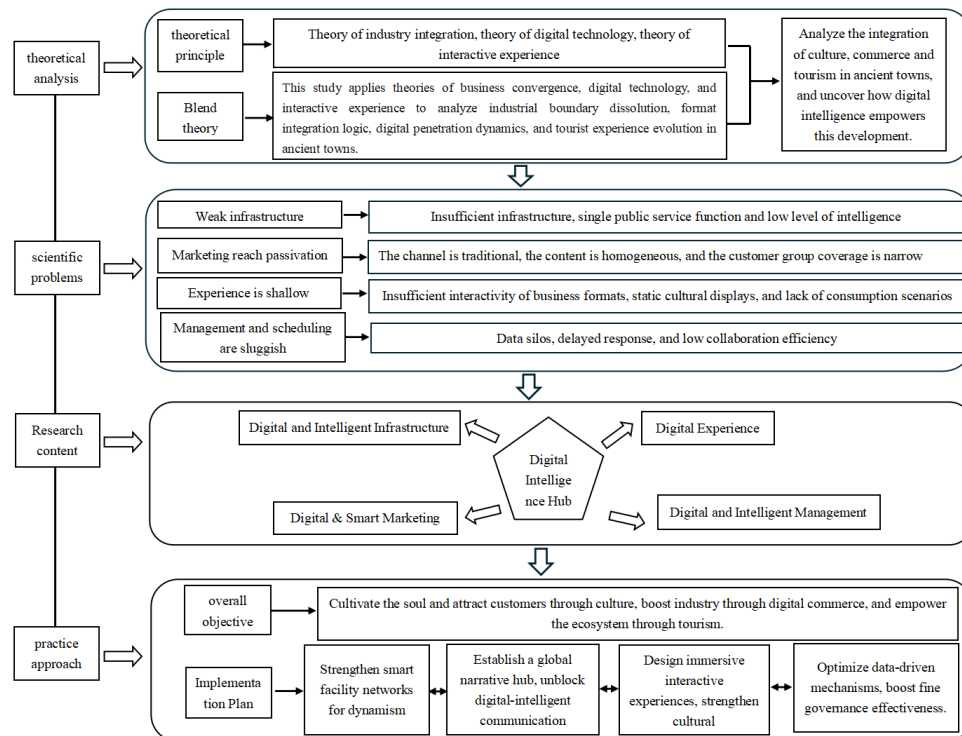 theoretical
analysis
theoretical
principle
Theory of industry integration, theory of digital technology, theory of
interactive experience
Blend
theory
This study applies theories of business convergence, digital technology, and
interactive experience to analyze industrial boundary dissolution, format
integration logic, digital penetration dynamics, and tourist experience evolution in
ancient towns.
Analyze the integration
of culture, commerce
and tourism in ancient
towns, and uncover how
digital intelligence
empowers this
development.
scientific
problems
Weak infrastructure
Insufficient infrastructure, single public service function and low level of intelligence
Marketing reach passivation
The channel is traditional, the content is homogeneous, and the customer group coverage is narrow
Experience is shallow
Insufficient interactivity of business formats, static cultural displays, and lack of consumption scenarios
Management and scheduling
are sluggish
Data silos, delayed response, and low collaboration efficiency
Research
content
Digital and Intelligent Infrastructure
Digital Experience
Digital
Intellige
nce Hub
Digital & Smart Marketing
Digital and Intelligent Management
practice
approach
overall
objective
Cultivate the soul and attract customers through culture, boost industry through digital commerce, and empower
the ecosystem through tourism.
Implementa
tion Plan
Strengthen smart
facility networks
for dynamism
Establish a global
narrative hub, unblock
digital-intelligent
communication
Design immersive
interactive
experiences, strengthen
cultural
Optimize data-driven
mechanisms, boost fine
governance effectiveness.